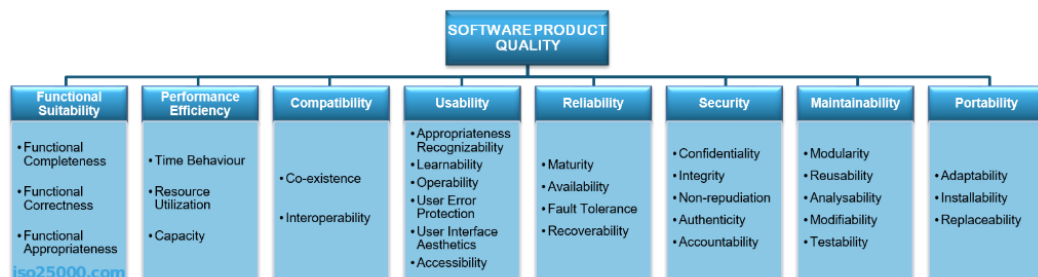 SOFTWARE PRODUCT
QUALITY
Functional
Suitability
• Functional
Completeness
• Functional
Correctness
• Functional
Appropriateness
Performance
Efficiency
• Time Behaviour
• Resource
Utilization
• Capacity
Compatibility
• Co-existence
• Interoperability
Usability
• Appropriateness
Recognizability
• Learnability
• Operability
• User Error
Protection
• User Interface
Aesthetics
• Accessibility
Reliability
• Maturity
• Availability
• Fault Tolerance
• Recoverability
Security
• Confidentiality
• Integrity
• Non-repudiation
• Authenticity
• Accountability
Maintainability
• Modularity
• Reusability
• Analysability
• Modifiability
• Testability
Portability
• Adaptability
• Installability
• Replaceability
iso25000.com